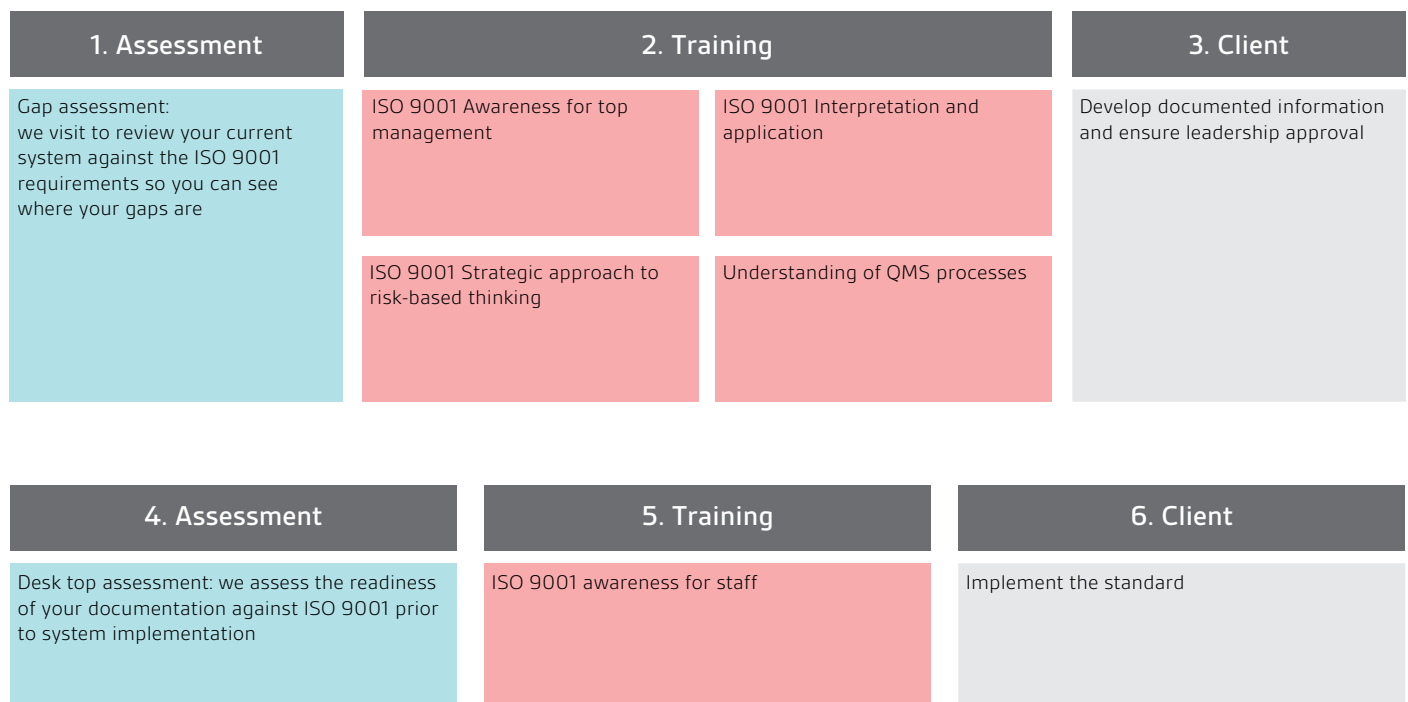 1. Assessment
2. Training
3. Client
Gap assessment:
we visit to review your current
system against the ISO 9001
requirements so you can see
where your gaps are
ISO 9001 Awareness for top
management
ISO 9001 Interpretation and
application
ISO 9001 Strategic approach to
risk-based thinking
Understanding of QMS processes
Develop documented information
and ensure leadership approval
4. Assessment
5. Training
6. Client
Desk top assessment: we assess the readiness
of your documentation against ISO 9001 prior
to system implementation
ISO 9001 awareness for staff
Implement the standard